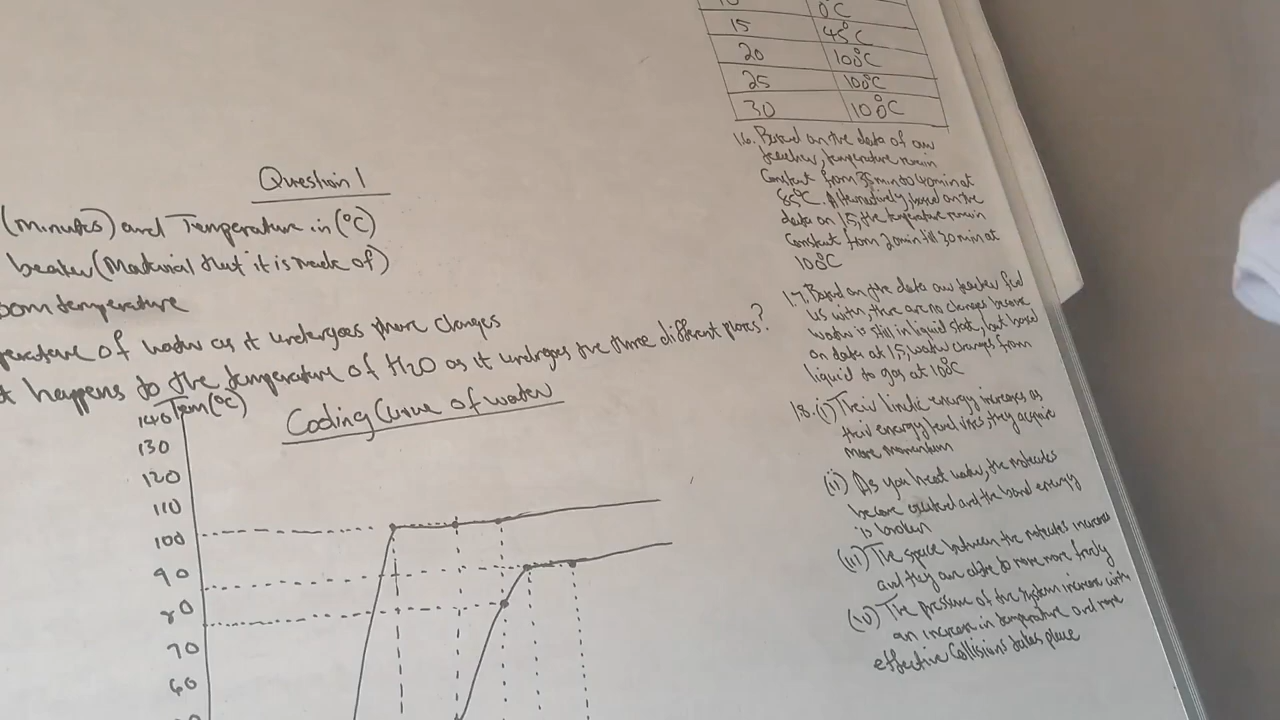 0°C
15 45°C
20 100°C
25 100°C
30 100°C
Question 1
(Minutes) and Temperature in (°C)
beaker (Material that it is made of)
oom temperature
perature of water as it undergoes phase changes
t happens to the temperature of H2O as it undergoes the three different phases?
Tem(°C)
Cooling Curve of water
140
130
120
110
100
90
80
70
60
16. Based on the data of our
teacher, temperature remain
Constant from 35min to 40min at
85°C. Alternatively, based on the
data on 15, the temperature remain
Constant from 20min till 30min at
100°C
17. Based on the data our teacher
us with, there are no changes because
water is still in liquid state, but based
on data at 15, water changes from
liquid to gas at 100°C
18. (i) Their kinetic energy increases as
their energy level rises, they acquire
more momentum
(ii) As you heat water, the molecules
become excited and the bond energy
is broken
(iii) The space between the molecules increases
and they are able to move more freely
(iv) The pressure of the system increase with
an increase in temperature and more
effective Collisions takes place